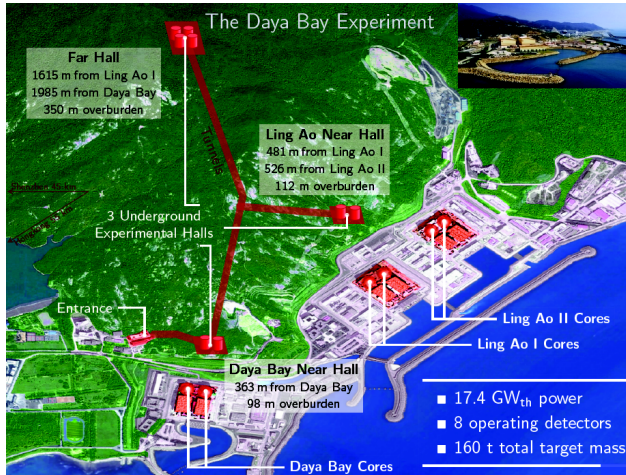 The Daya Bay Experiment
Far Hall
1615 m from Ling Ao I
1985 m from Daya Bay
350 m overburden
Tunnels
Ling Ao Near Hall
481 m from Ling Ao I
526 m from Ling Ao II
112 m overburden
3 Underground
Experimental Halls
Entrance
Ling Ao II Cores
Ling Ao I Cores
Daya Bay Near Hall
363 m from Daya Bay
98 m overburden
Daya Bay Cores
■ 17.4 GWth power
■ 8 operating detectors
■ 160 t total target mass